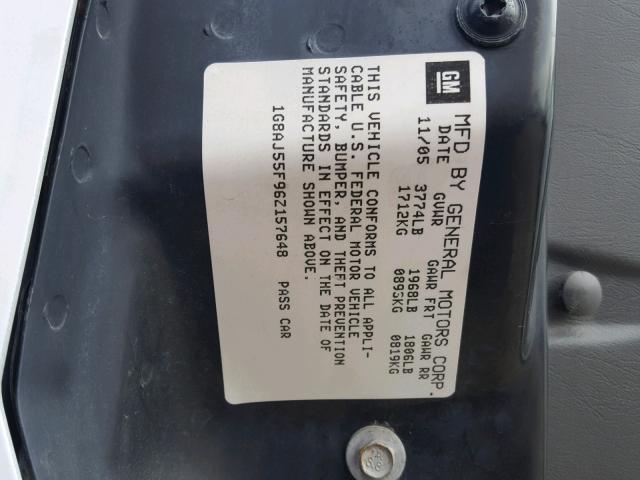 GM
MFD BY GENERAL MOTORS CORP.
DATE GVWR GAWR FRT GAWR RR
11/05 3774LB 1968LB 1806LB
1712KG 0893KG 0819KG
THIS VEHICLE CONFORMS TO ALL APPLI-
CABLE U.S. FEDERAL MOTOR VEHICLE
SAFETY, BUMPER, AND THEFT PREVENTION
STANDARDS IN EFFECT ON THE DATE OF
MANUFACTURE SHOWN ABOVE.
1G8AJ55F96Z157648 PASS CAR